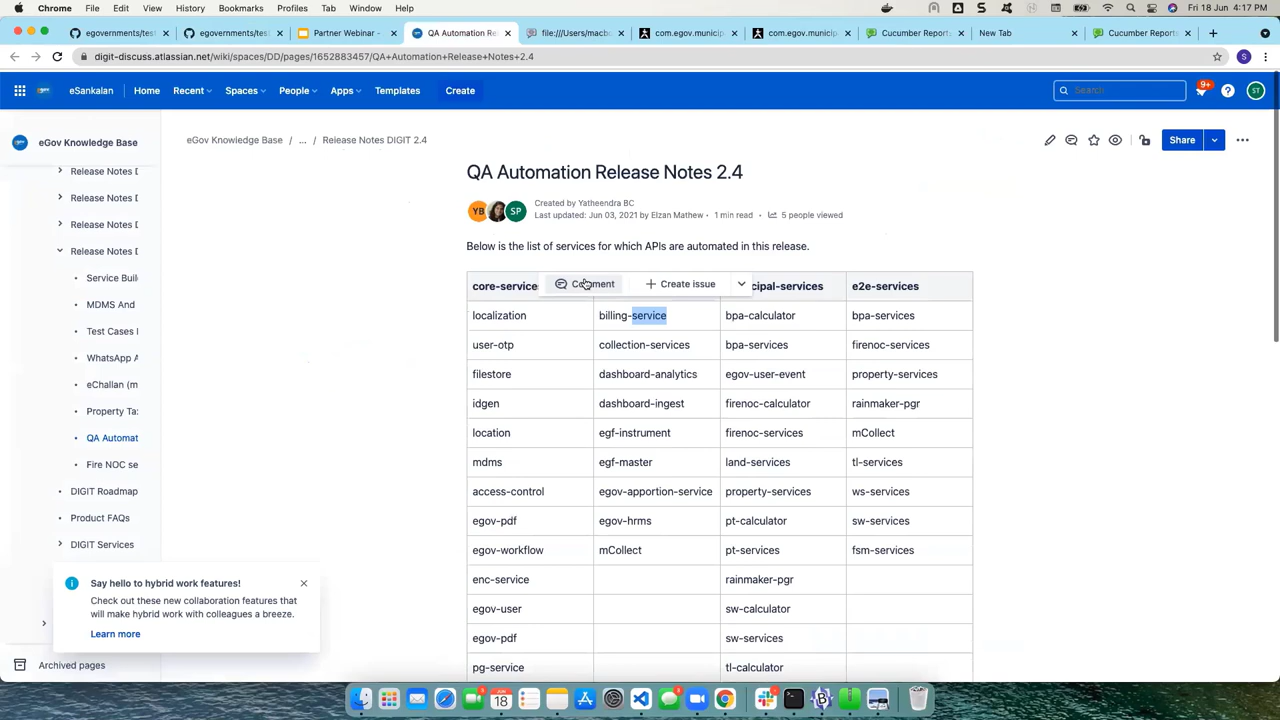 Chrome File Edit View History Bookmarks Profiles Tab Window Help
Fri 18 Jun 4:17 PM
egovernments/tes
egovernments/tes
Partner Webinar -
QA Automation Rel
file:///Users/macb
com.egov.municip
com.egov.municip
Cucumber Reports
New Tab
Cucumber Report
digit-discuss.atlassian.net/wiki/spaces/DD/pages/1652883457/QA+Automation+Release+Notes+2.4
S
eSankalan Home Recent Spaces People Apps Templates Create
Search
9+
ST
eGov Knowledge Base
Release Notes D
Release Notes D
Release Notes D
Release Notes D
Service Buil
MDMS And
Test Cases
WhatsApp A
eChallan (m
Property Ta
QA Automat
Fire NOC se
DIGIT Roadmap
Product FAQs
DIGIT Services
Archived pages
Say hello to hybrid work features!
Check out these new collaboration features that
will make hybrid work with colleagues a breeze.
Learn more
eGov Knowledge Base / ... / Release Notes DIGIT 2.4
Share
QA Automation Release Notes 2.4
YB
SP
Created by Yatheendra BC
Last updated: Jun 03, 2021 by Elzan Mathew • 1 min read • 5 people viewed
Below is the list of services for which APIs are automated in this release.
Comment Create issue
core-service cipal-services e2e-services
localization billing-service bpa-calculator bpa-services
user-otp collection-services bpa-services firenoc-services
filestore dashboard-analytics egov-user-event property-services
idgen dashboard-ingest firenoc-calculator rainmaker-pgr
location egf-instrument firenoc-services mCollect
mdms egf-master land-services tl-services
access-control egov-apportion-service property-services ws-services
egov-pdf egov-hrms pt-calculator sw-services
egov-workflow mCollect pt-services fsm-services
enc-service rainmaker-pgr
egov-user sw-calculator
egov-pdf sw-services
pg-service tl-calculator